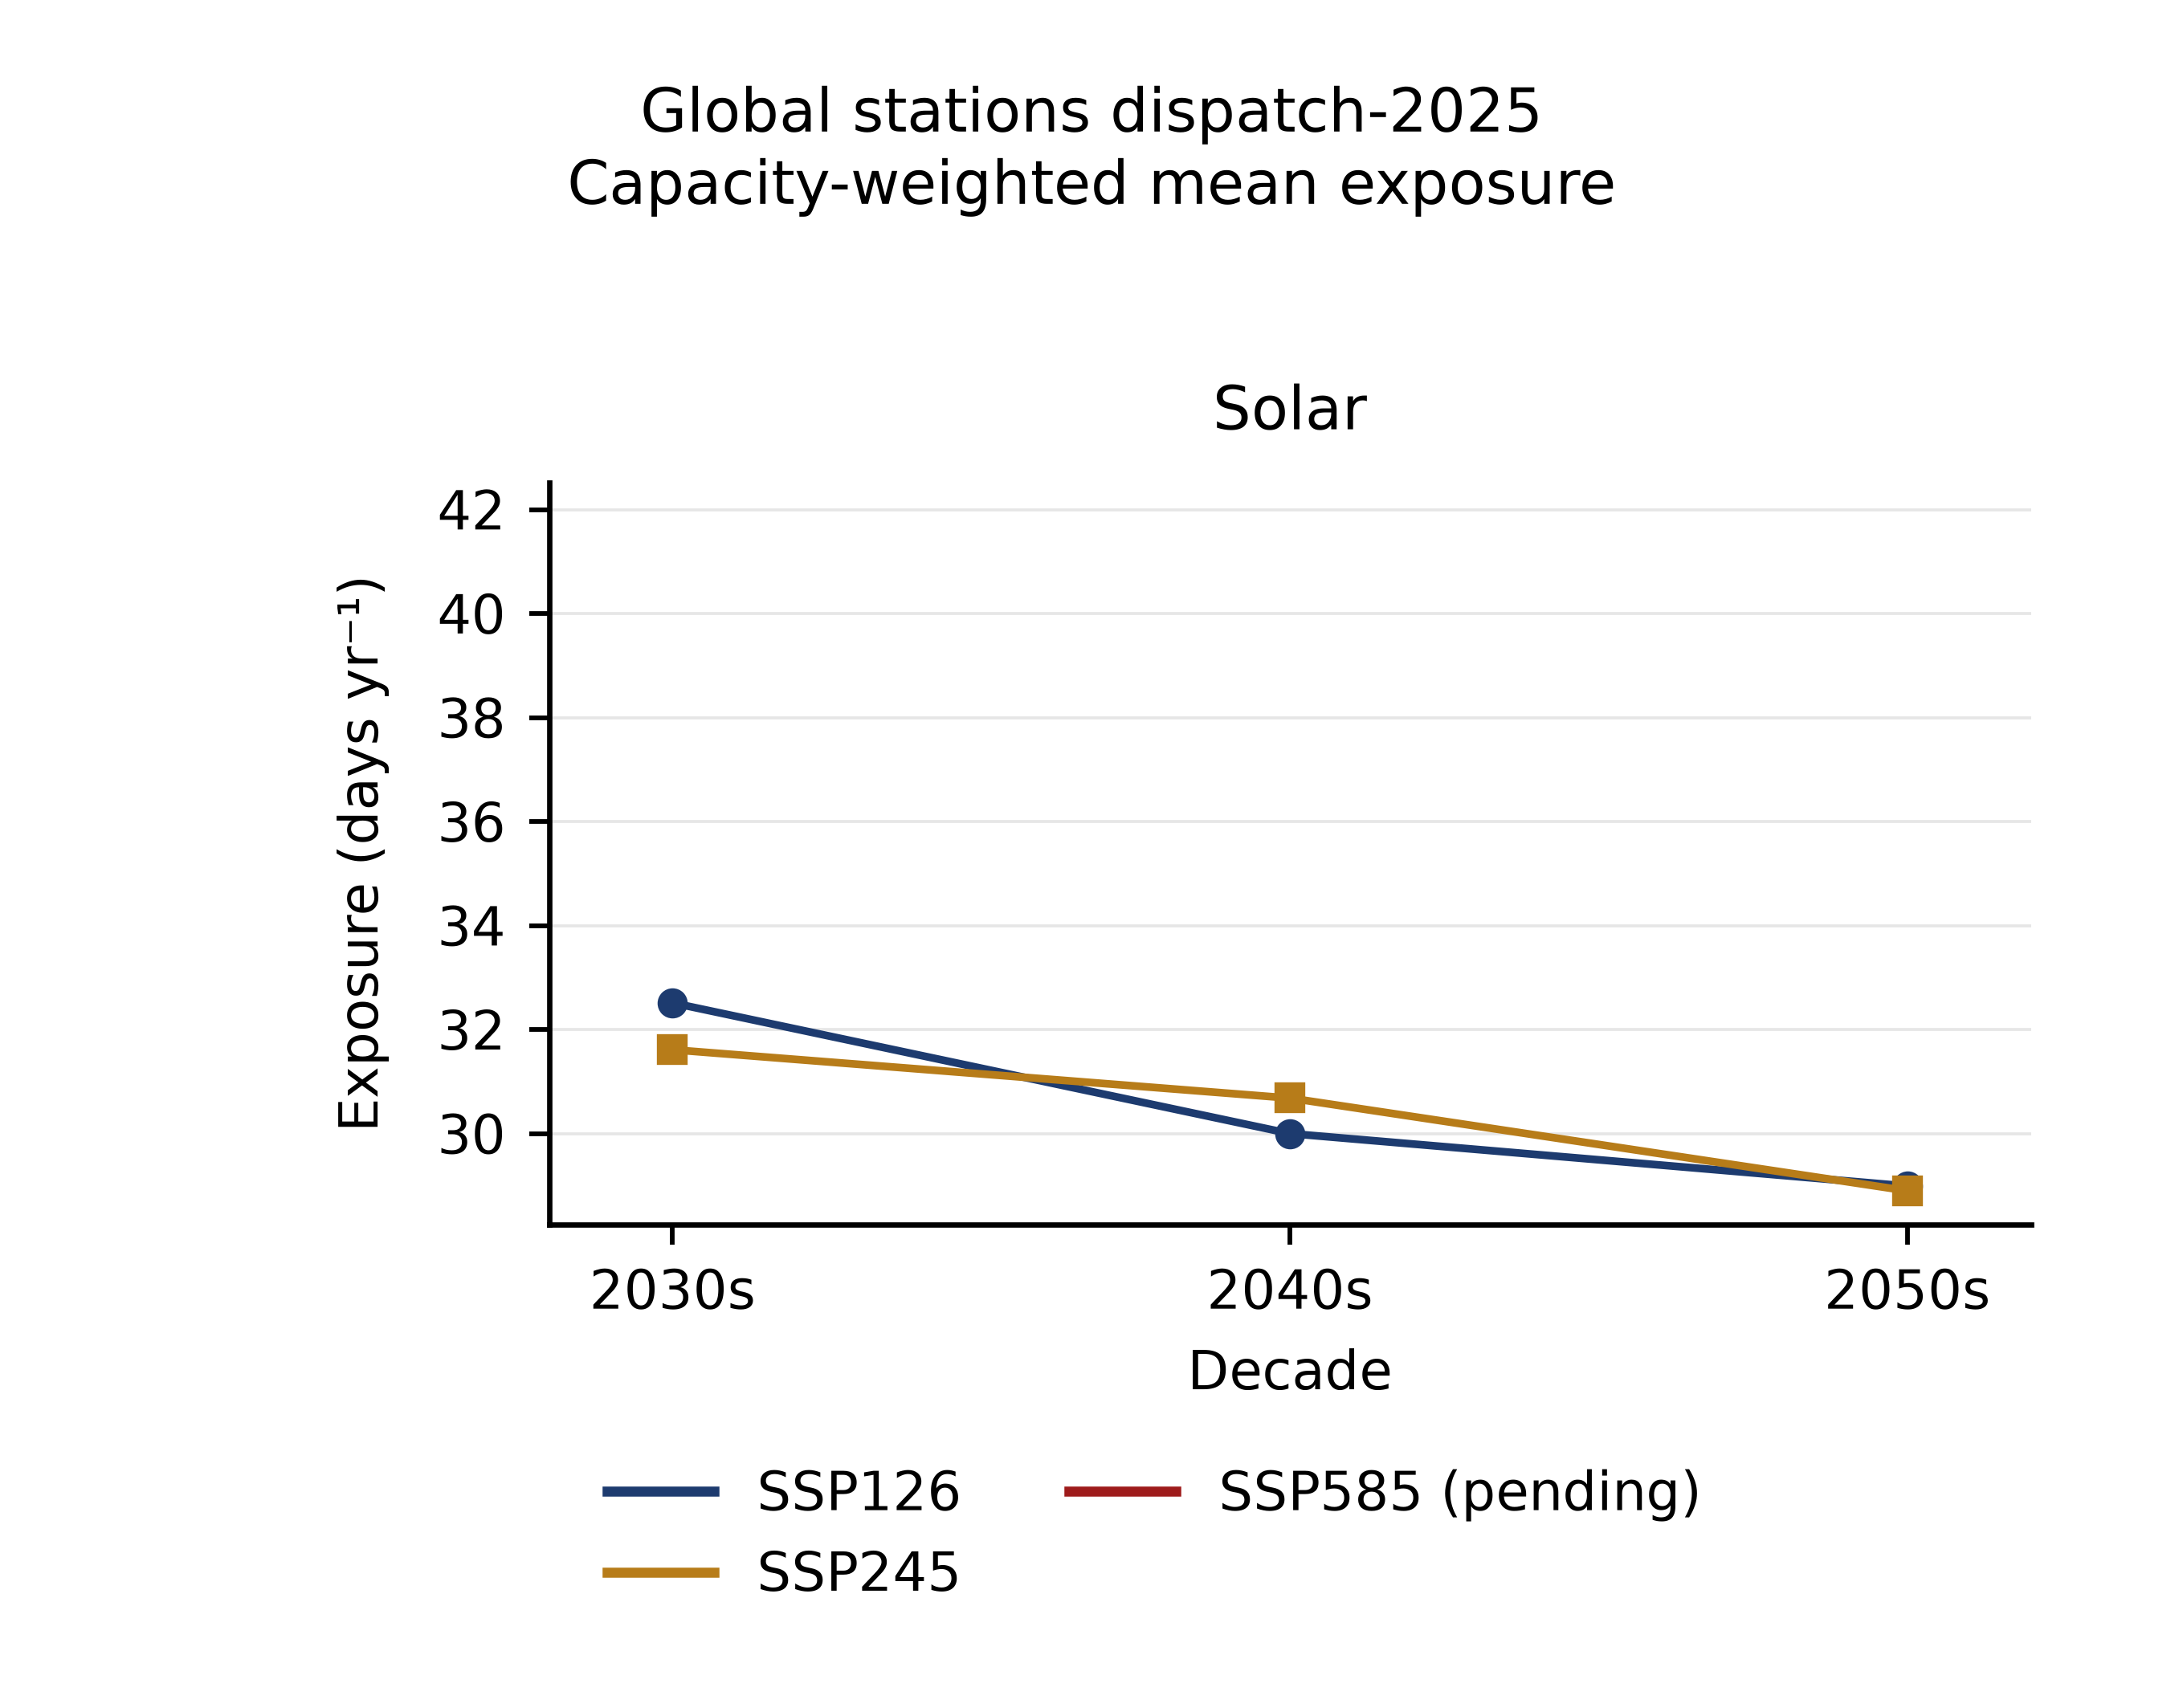 Global stations dispatch-2025
Capacity-weighted mean exposure
Solar
Exposure (days yr⁻¹)
42
40
38
36
34
32
30
2030s
2040s
2050s
Decade
SSP126
SSP245
SSP585 (pending)